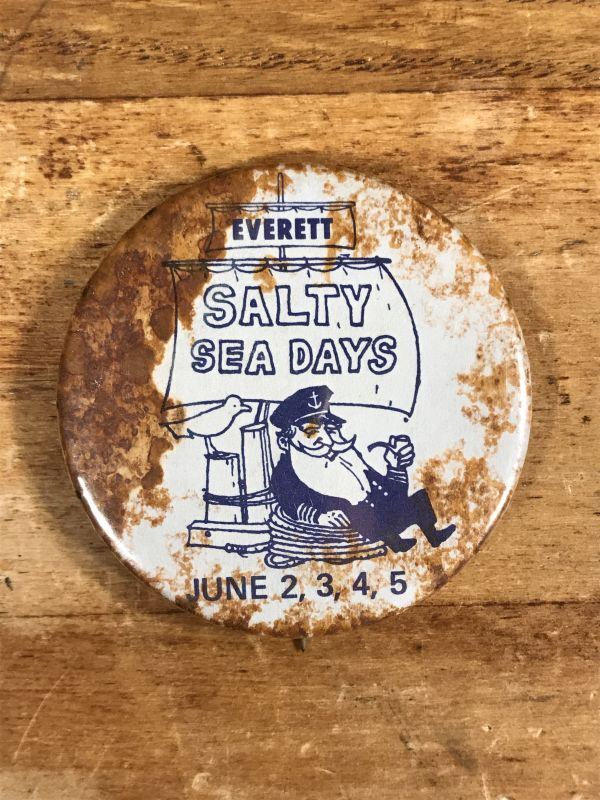 EVERETT
SALTY
SEA DAYS
JUNE 2, 3, 4, 5